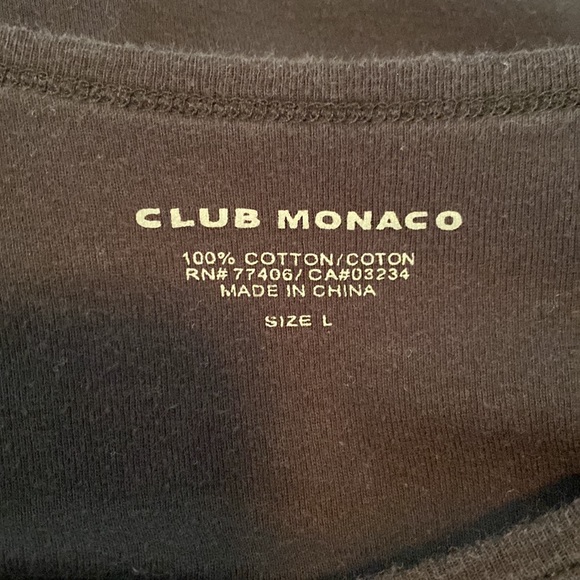 CLUB MONACO
100% COTTON/COTON
RN# 77406/ CA#03234
MADE IN CHINA
SIZE L